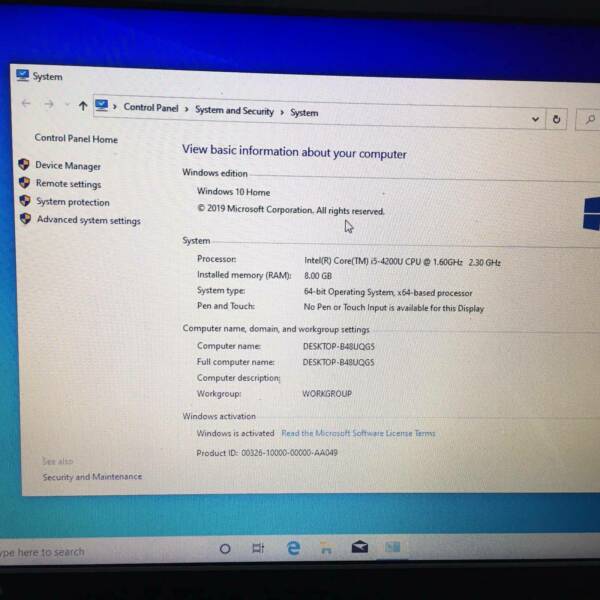 System
Control Panel > System and Security > System
Control Panel Home
Device Manager
Remote settings
System protection
Advanced system settings
View basic information about your computer
Windows edition
Windows 10 Home
© 2019 Microsoft Corporation. All rights reserved.
System
Processor: Intel(R) Core(TM) i5-4200U CPU @ 1.60GHz 2.30 GHz
Installed memory (RAM): 8.00 GB
System type: 64-bit Operating System, x64-based processor
Pen and Touch: No Pen or Touch Input is available for this Display
Computer name, domain, and workgroup settings
Computer name: DESKTOP-B48UQG5
Full computer name: DESKTOP-B48UQG5
Computer description:
Workgroup: WORKGROUP
Windows activation
Windows is activated Read the Microsoft Software License Terms
Product ID: 00326-10000-00000-AA049
See also
Security and Maintenance
ype here to search